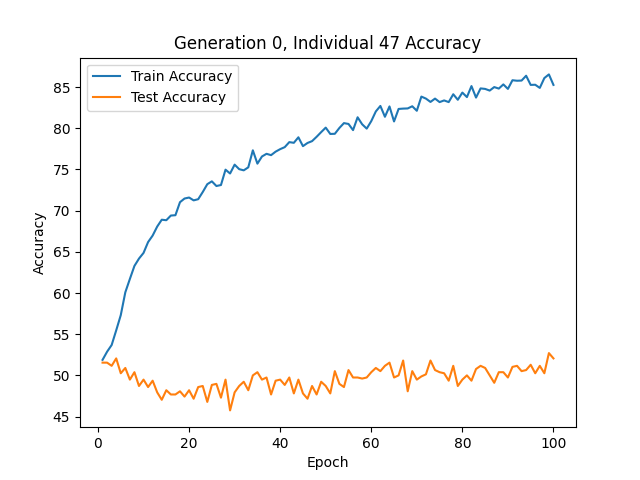 Generation 0, Individual 47 Accuracy
Train Accuracy
Test Accuracy
85
80
75
70
65
60
55
50
45
Accuracy
0 20 40 60 80 100
Epoch